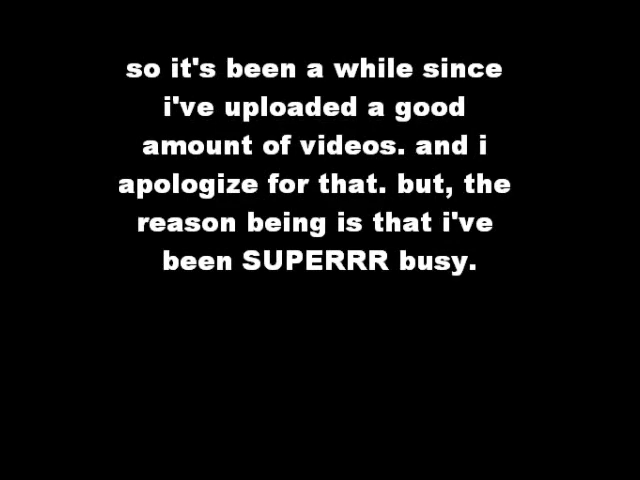 so it's been a while since
i've uploaded a good
amount of videos. and i
apologize for that. but, the
reason being is that i've
been SUPERRR busy.